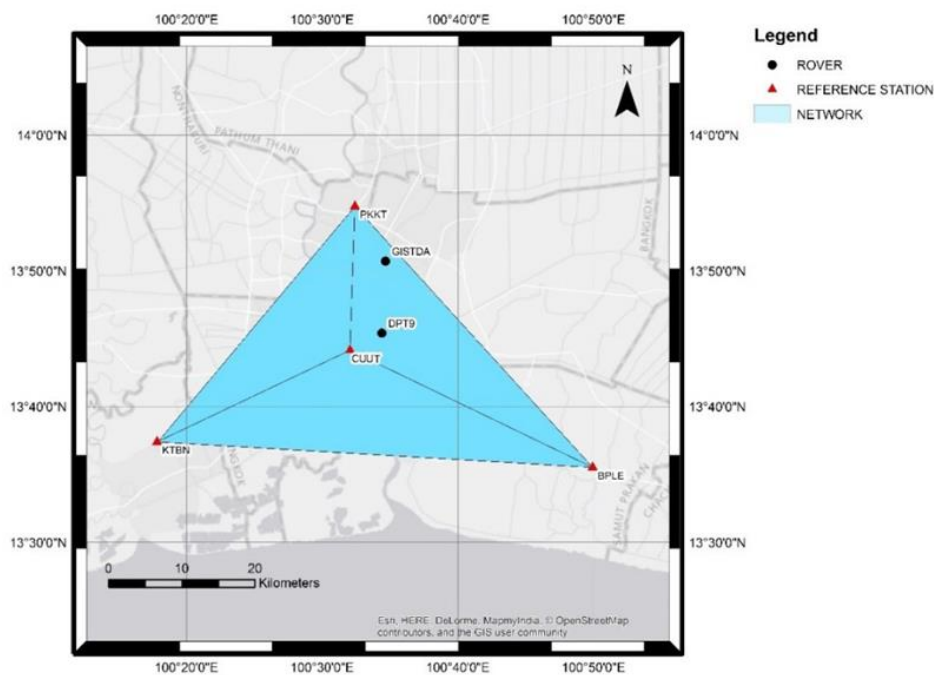 100°20'0"E 100°30'0"E 100°40'0"E 100°50'0"E
Legend
ROVER
REFERENCE STATION
NETWORK
N
14°0'0"N 14°0'0"N
NONTHABURI
PATHUM THANI
BANGKOK
PKKT
GISTDA
13°50'0"N 13°50'0"N
DPT9
CUUT
13°40'0"N 13°40'0"N
KTBN
BPLE
SAMUT PRAKAN
13°30'0"N 13°30'0"N
0 10 20
Kilometers
Esri, HERE, DeLorme, MapmyIndia, © OpenStreetMap
contributors, and the GIS user community
100°20'0"E 100°30'0"E 100°40'0"E 100°50'0"E